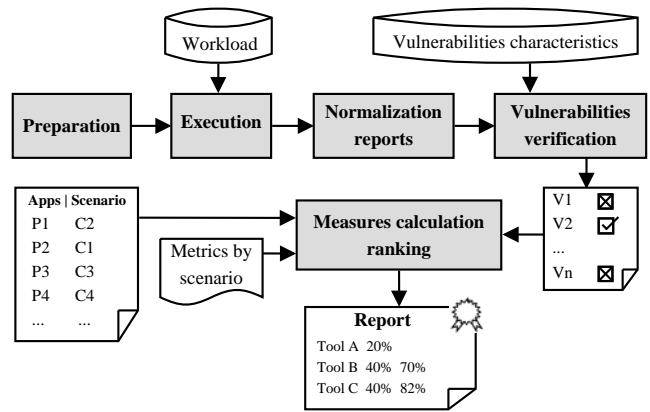 Workload
Vulnerabilities characteristics
Preparation
Execution
Normalization
reports
Vulnerabilities
verification
Apps | Scenario
P1 C2
P2 C1
P3 C3
P4 C4
... ...
Metrics by
scenario
Measures calculation
ranking
V1
V2
...
Vn
Report
Tool A 20%
Tool B 40% 70%
Tool C 40% 82%